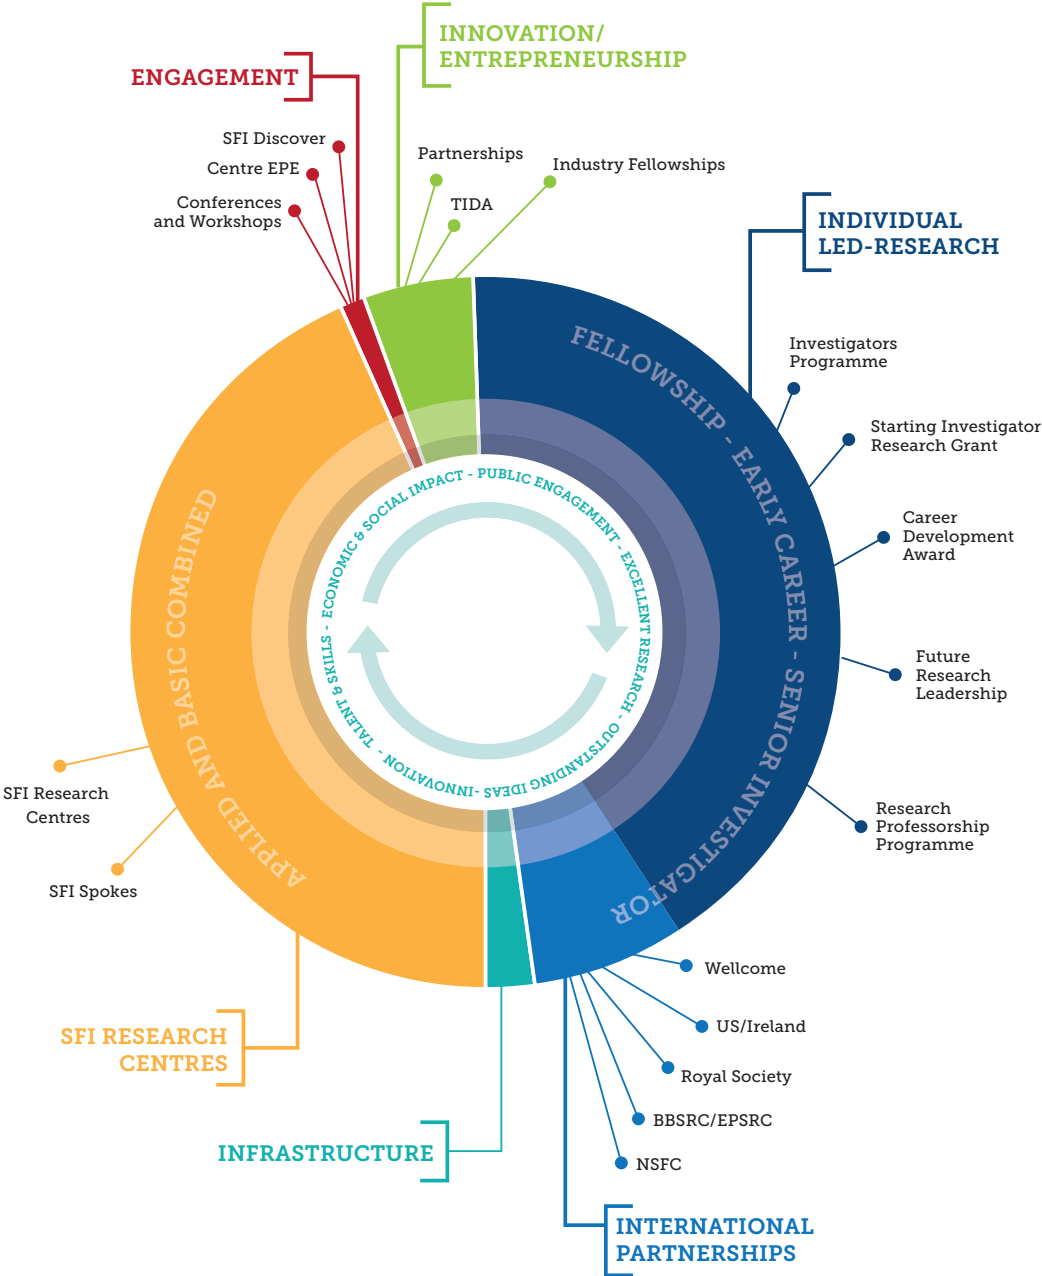 INNOVATION/
ENTREPRENEURSHIP
ENGAGEMENT
SFI Discover
Centre EPE
Conferences
and Workshops
Partnerships
TIDA
Industry Fellowships
INDIVIDUAL
LED-RESEARCH
Investigators
Programme
Starting Investigator
Research Grant
Career
Development
Award
Future
Research
Leadership
Research
Professorship
Programme
FELLOWSHIP - EARLY CAREER - SENIOR INVESTIGATOR
APPLIED AND BASIC COMBINED
ECONOMIC & SOCIAL IMPACT - PUBLIC ENGAGEMENT - EXCELLENT RESEARCH - OUTSTANDING IDEAS -INNOVATION - TALENT & SKILLS -
SFI Research
Centres
SFI Spokes
SFI RESEARCH
CENTRES
INFRASTRUCTURE
Wellcome
US/Ireland
Royal Society
BBSRC/EPSRC
NSFC
INTERNATIONAL
PARTNERSHIPS